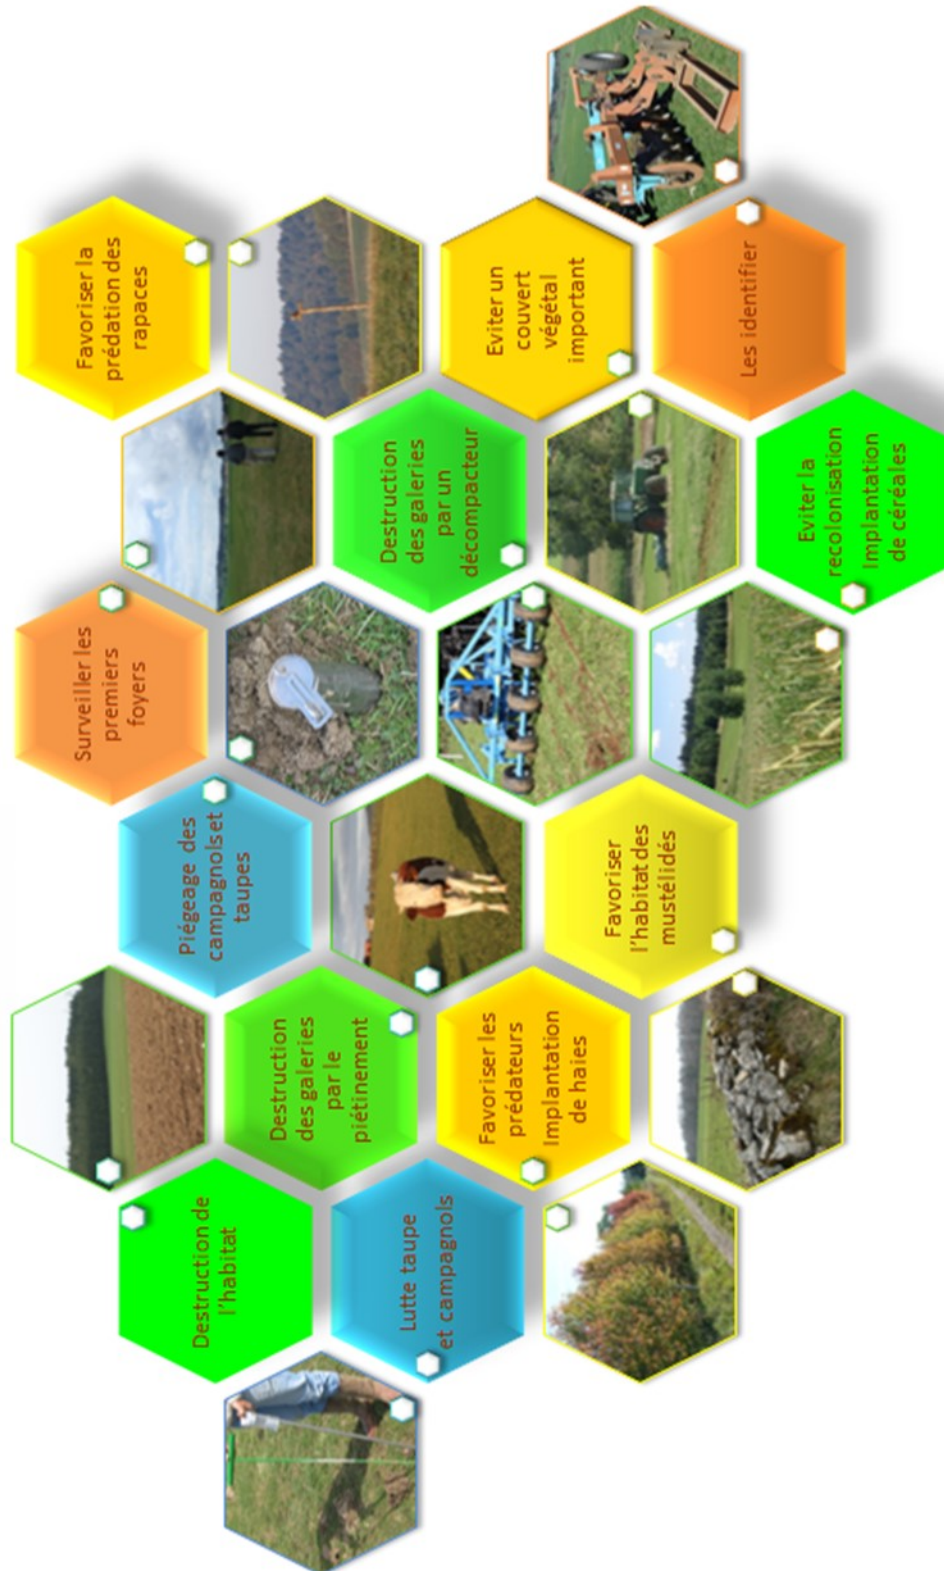 Favoriser la
prédation des
rapaces
Surveiller les
premiers
foyers
Piégeage des
campagnols et
taupes
Destruction de
l'habitat
Destruction
des galeries
par le
piétinement
Destruction
des galeries
par un
décompacteur
Eviter un
couvert
végétal
important
Lutte taupe
et campagnols
Favoriser les
prédateurs
Implantation
de haies
Favoriser
l'habitat des
mustélidés
Les identifier
Eviter la
recolonisation
Implantation
de céréales